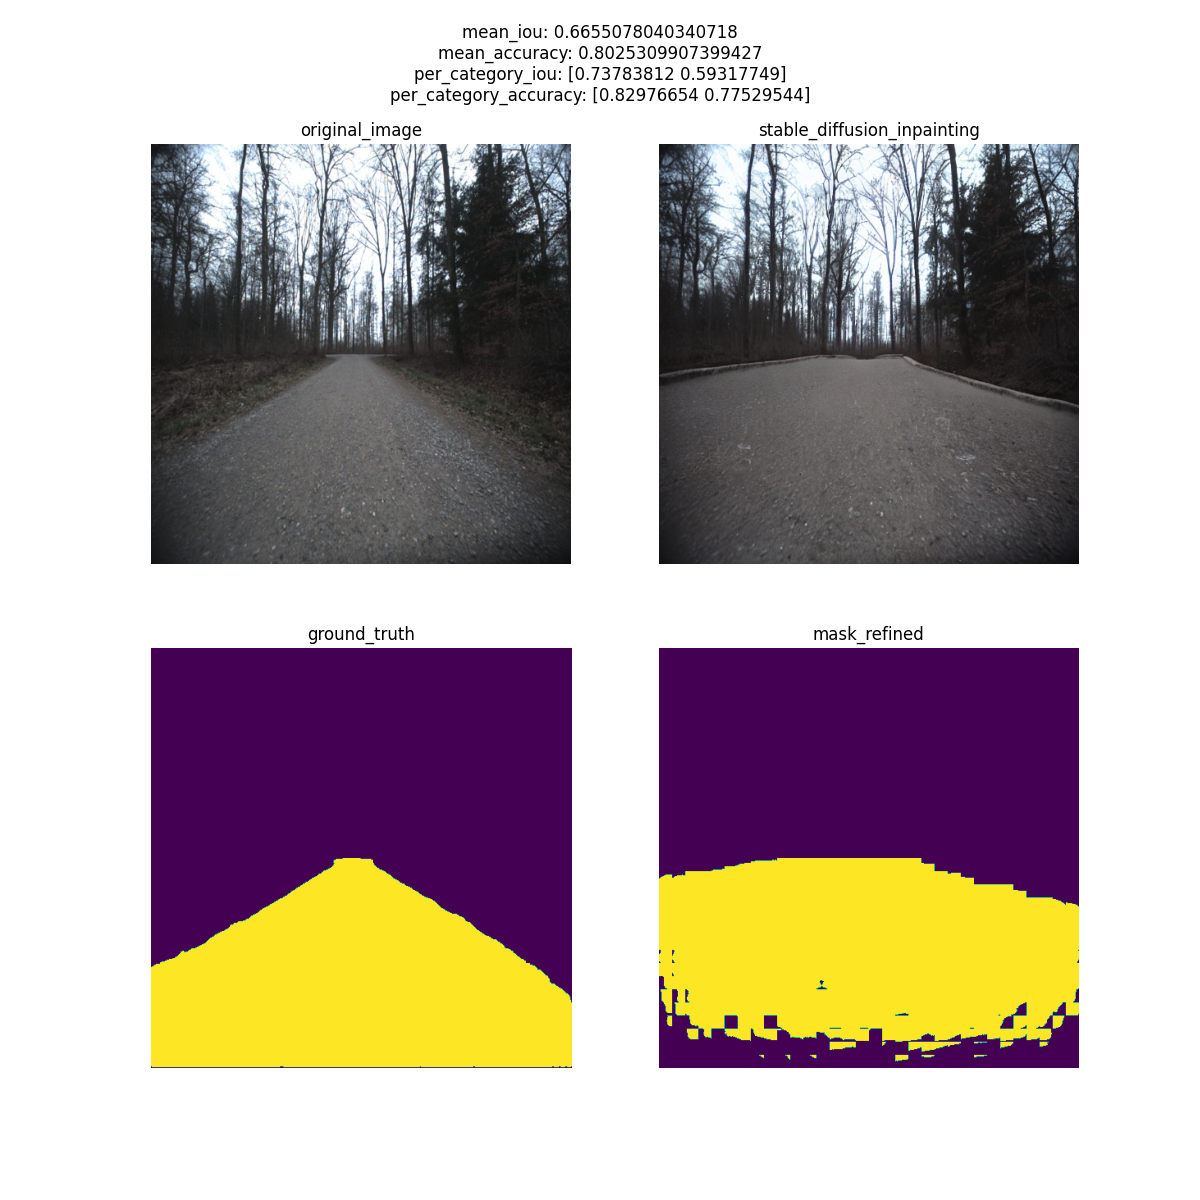 mean_iou: 0.6655078040340718
mean_accuracy: 0.8025309907399427
per_category_iou: [0.73783812 0.59317749]
per_category_accuracy: [0.82976654 0.77529544]
original_image
stable_diffusion_inpainting
ground_truth
mask_refined